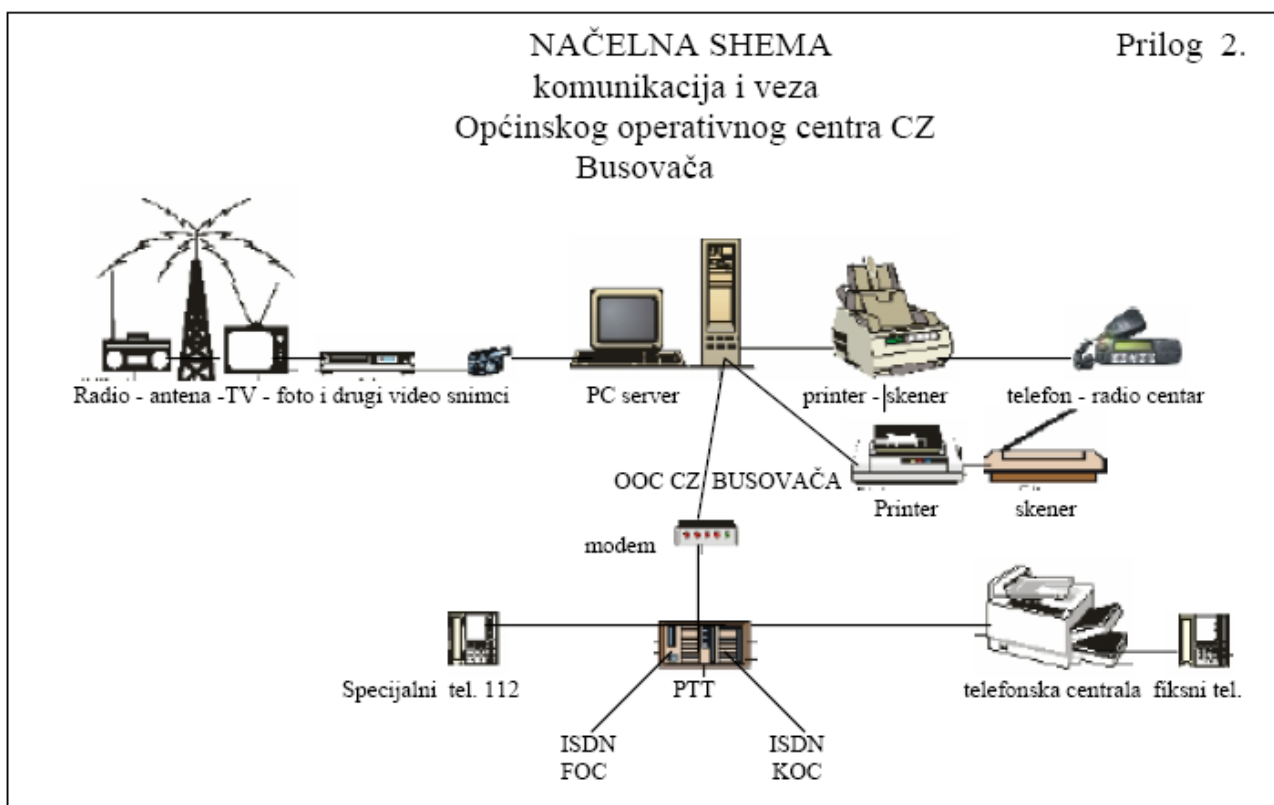 NAČELNA SHEMA
Prilog 2.
komunikacija i veza
Općinskog operativnog centra CZ
Busovača
Radio - antena -TV - foto i drugi video snimci
PC server
printer - skener
telefon - radio centar
OOC CZ BUSOVAČA
Printer
skener
modem
Specijalni tel. 112
PTT
telefonska centrala
fiksni tel.
ISDN
FOC
ISDN
KOC